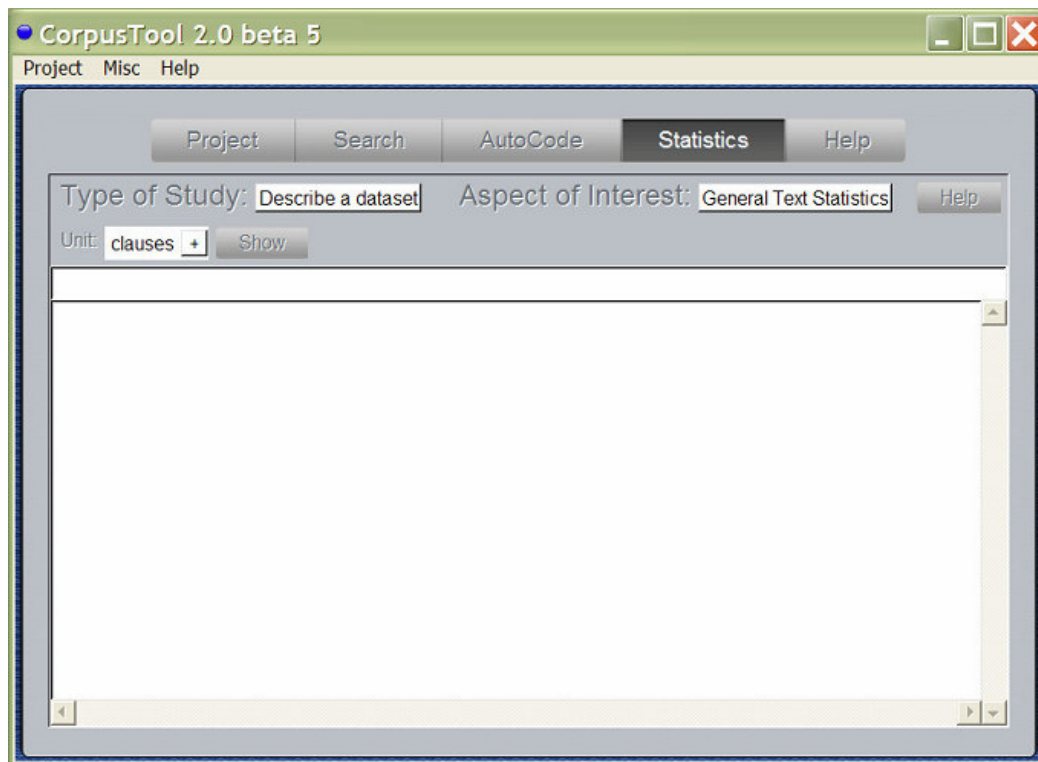 CorpusTool 2.0 beta 5
Project Misc Help
Project Search AutoCode Statistics Help
Type of Study: Describe a dataset Aspect of Interest: General Text Statistics Help
Unit: clauses + Show